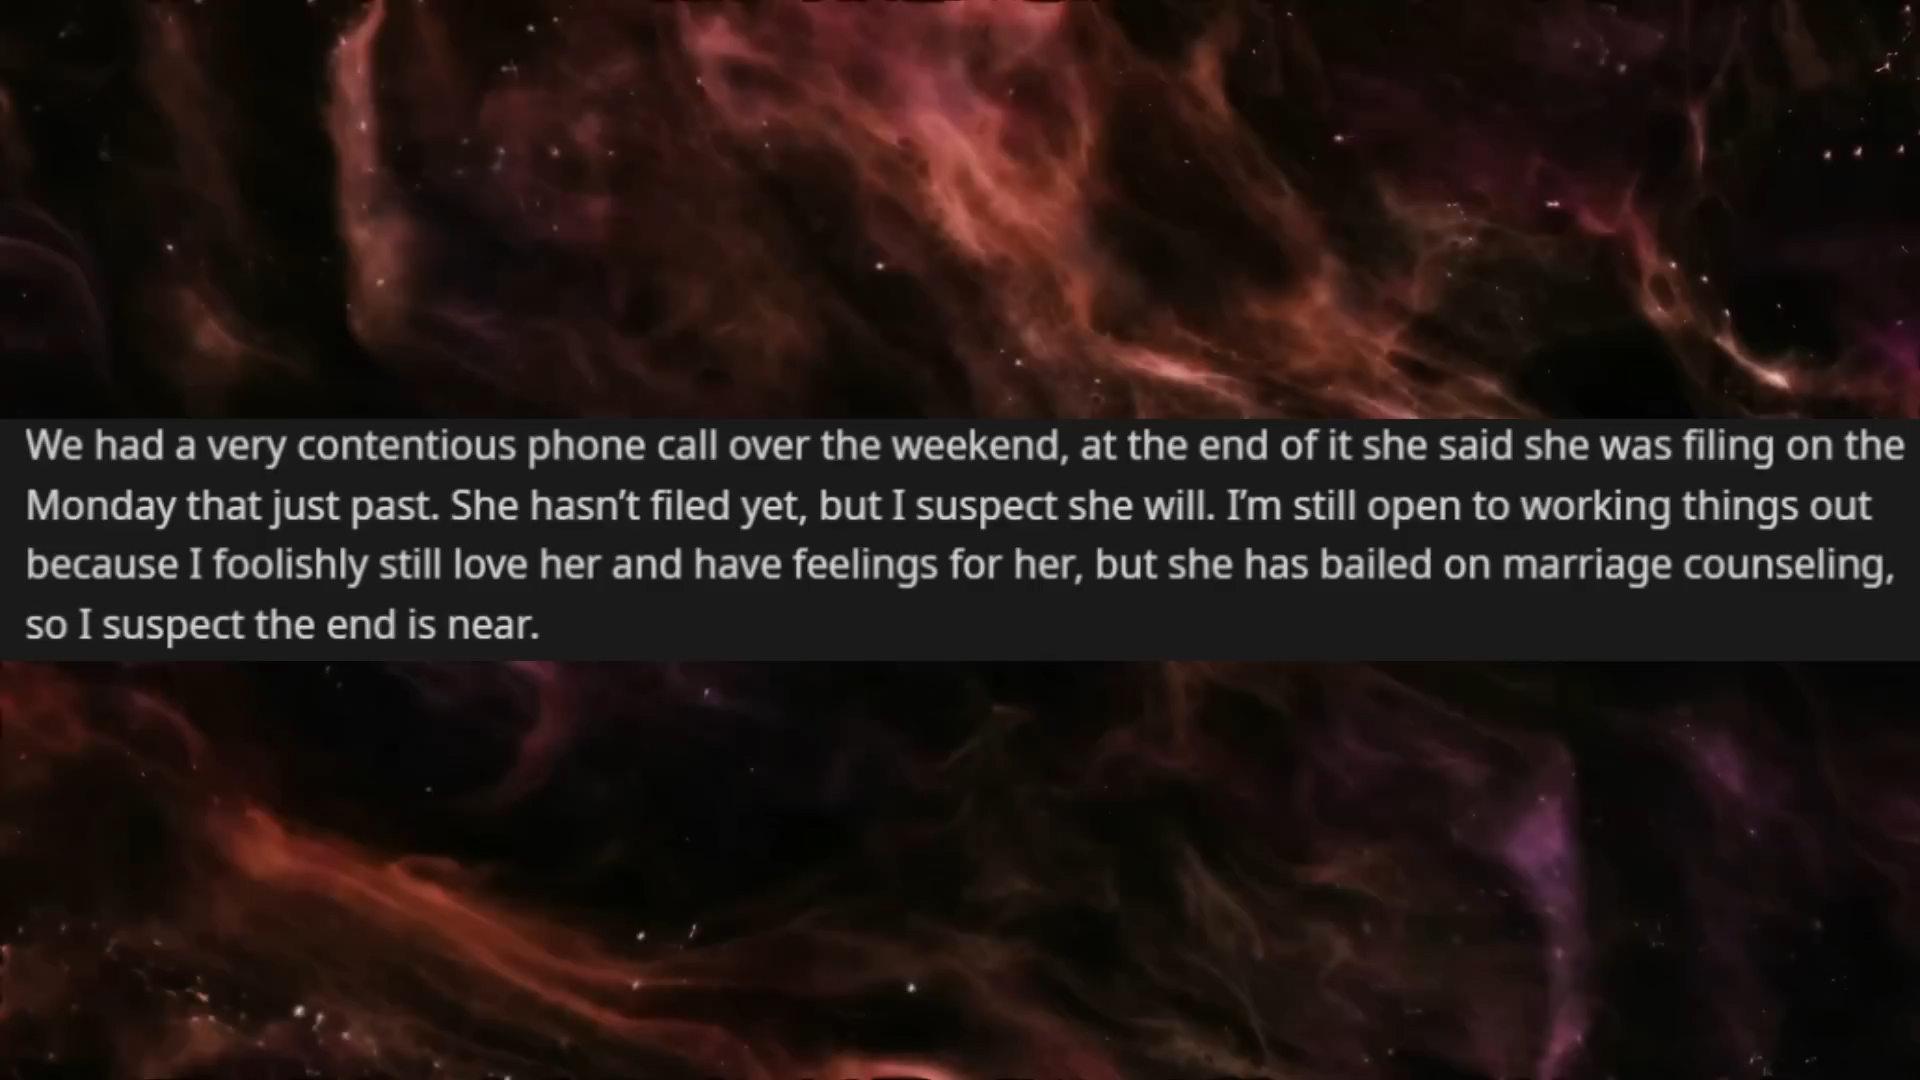 We had a very contentious phone call over the weekend, at the end of it she said she was filing on the
Monday that just past. She hasn’t filed yet, but I suspect she will. I’m still open to working things out
because I foolishly still love her and have feelings for her, but she has bailed on marriage counseling,
so I suspect the end is near.